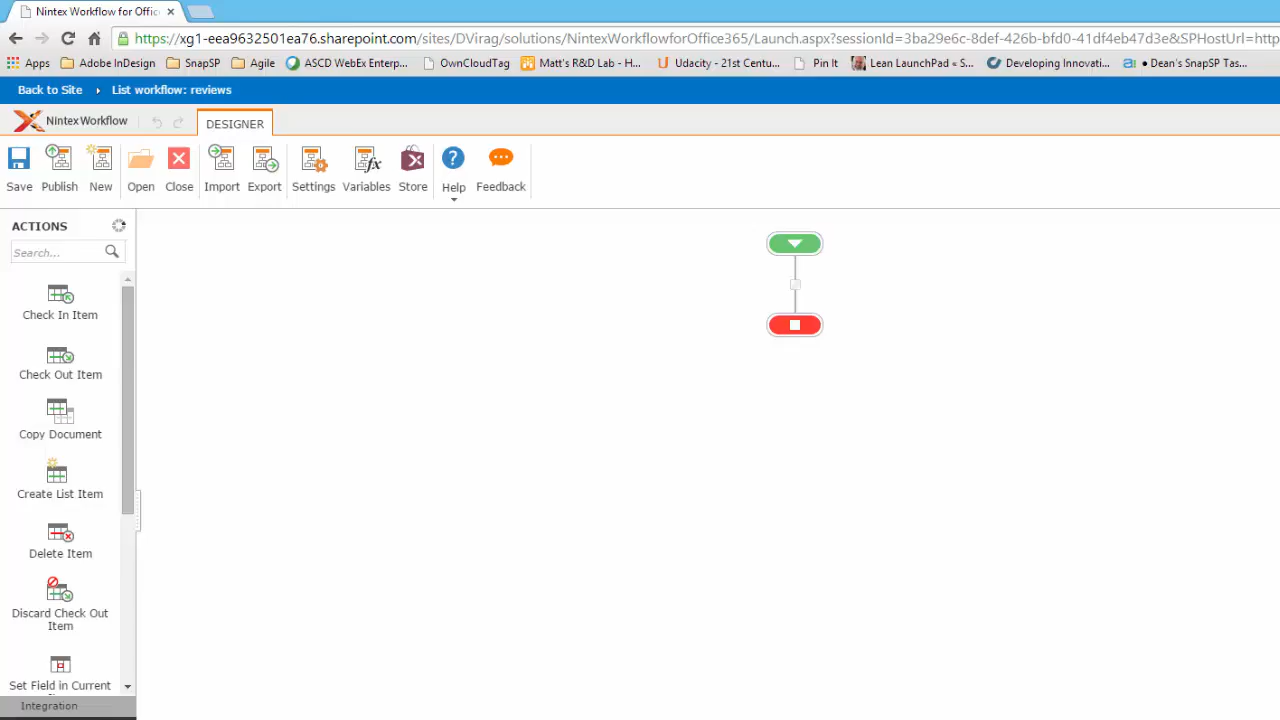 Nintex Workflow for Offic
https://xg1-eea9632501ea76.sharepoint.com/sites/DVirag/solutions/NintexWorkflowforOffice365/Launch.aspx?sessionId=3ba29e6c-8def-426b-bfd0-41df4eb47d3e&SPHostUrl=http
Apps Adobe InDesign SnapSP Agile ASCD WebEx Enterpr... OwnCloudTag Matt's R&D Lab - H... Udacity - 21st Centu... Pin It Lean LaunchPad « S... Developing Innovati... Dean's SnapSP Tas...
Back to Site List workflow: reviews
Nintex Workflow DESIGNER
Save Publish New Open Close Import Export Settings Variables Store Help Feedback
ACTIONS
Search...
Check In Item
Check Out Item
Copy Document
Create List Item
Delete Item
Discard Check Out
Item
Set Field in Current
Integration